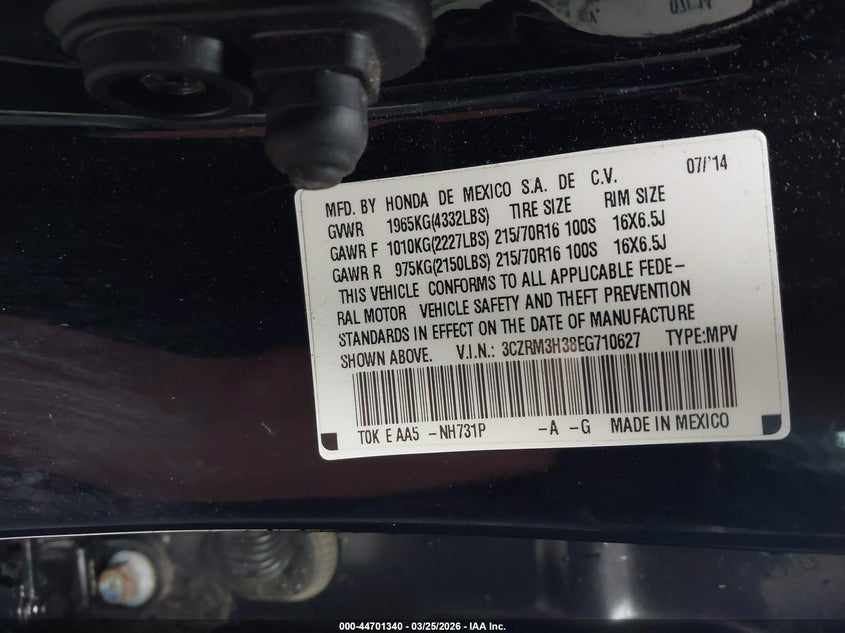 07/'14
MFD. BY HONDA DE MEXICO S.A. DE C.V.
GVWR 1965KG(4332LBS) TIRE SIZE RIM SIZE
GAWR F 1010KG(2227LBS) 215/70R16 100S 16X6.5J
GAWR R 975KG(2150LBS) 215/70R16 100S 16X6.5J
THIS VEHICLE CONFORMS TO ALL APPLICABLE FEDE-
RAL MOTOR VEHICLE SAFETY AND THEFT PREVENTION
STANDARDS IN EFFECT ON THE DATE OF MANUFACTURE
SHOWN ABOVE. V.I.N.: 3CZRM3H38EG710627 TYPE:MPV
T0K E AA5 -NH731P -A -G MADE IN MEXICO
000-44701340 - 03/25/2026 - IAA Inc.